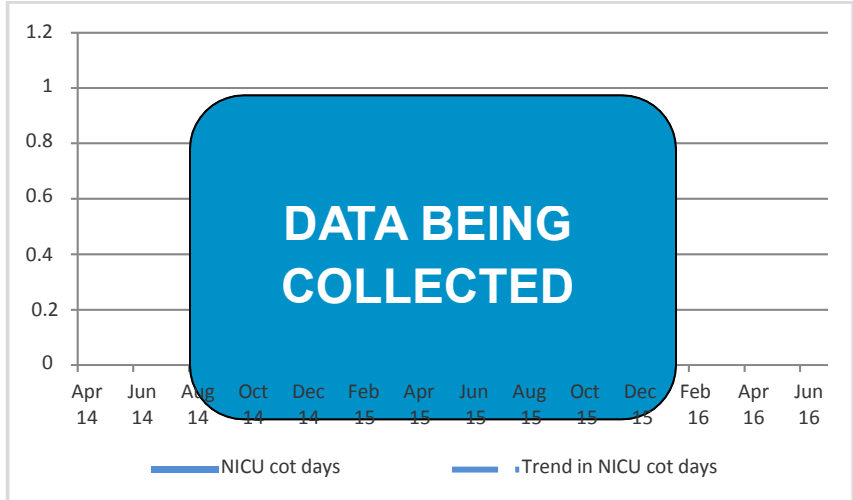 1.2
1
0.8
0.6
0.4
0.2
0
DATA BEING
COLLECTED
Apr Jun Aug Oct Dec Feb Apr Jun Aug Oct Dec Feb Apr Jun
14 14 14 14 14 15 15 15 15 15 15 16 16 16
NICU cot days Trend in NICU cot days